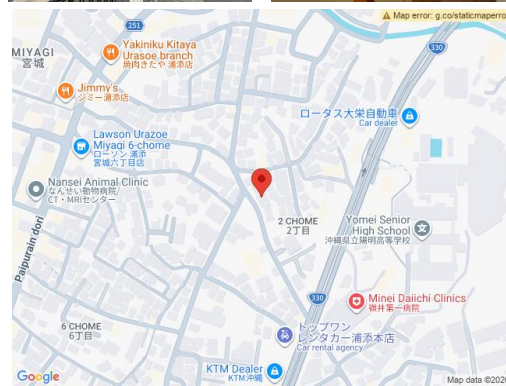 Map error: g.co/staticmaperro
251
330
MIYAGI
宮城
Yakiniku Kitaya
Urasoe branch
焼肉きたや 浦添店
Jimmy's
ジミー浦添店
ロータス大栄自動車
Car dealer
Lawson Urazoe
Miyagi 6-chome
ローソン 浦添
宮城六丁目店
Nansei Animal Clinic
なんせい動物病院/
CT・MRIセンター
Paipurain dori
2 CHOME
2丁目
Yomei Senior
High School
沖縄県立陽明高等学校
330
Minei Daiichi Clinics
嶺井第一病院
6 CHOME
6丁目
トップワン
レンタカー浦添本店
Car rental agency
KTM Dealer
KTM沖縄
Google
Map data ©2026